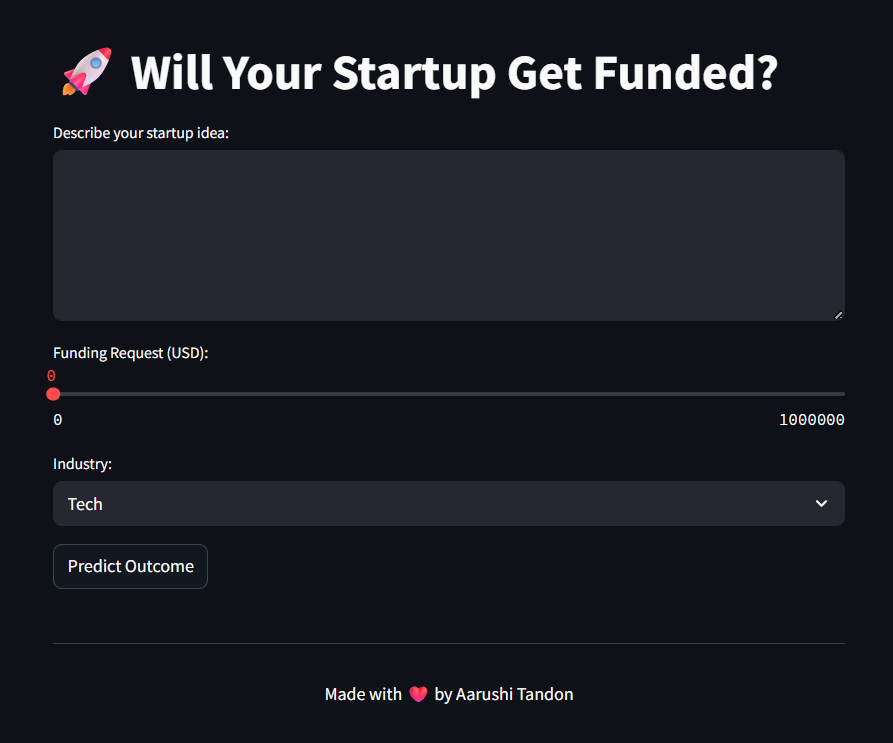 Will Your Startup Get Funded?
Describe your startup idea:
Funding Request (USD):
0
0 1000000
Industry:
Tech
Predict Outcome
Made with ❤️ by Aarushi Tandon